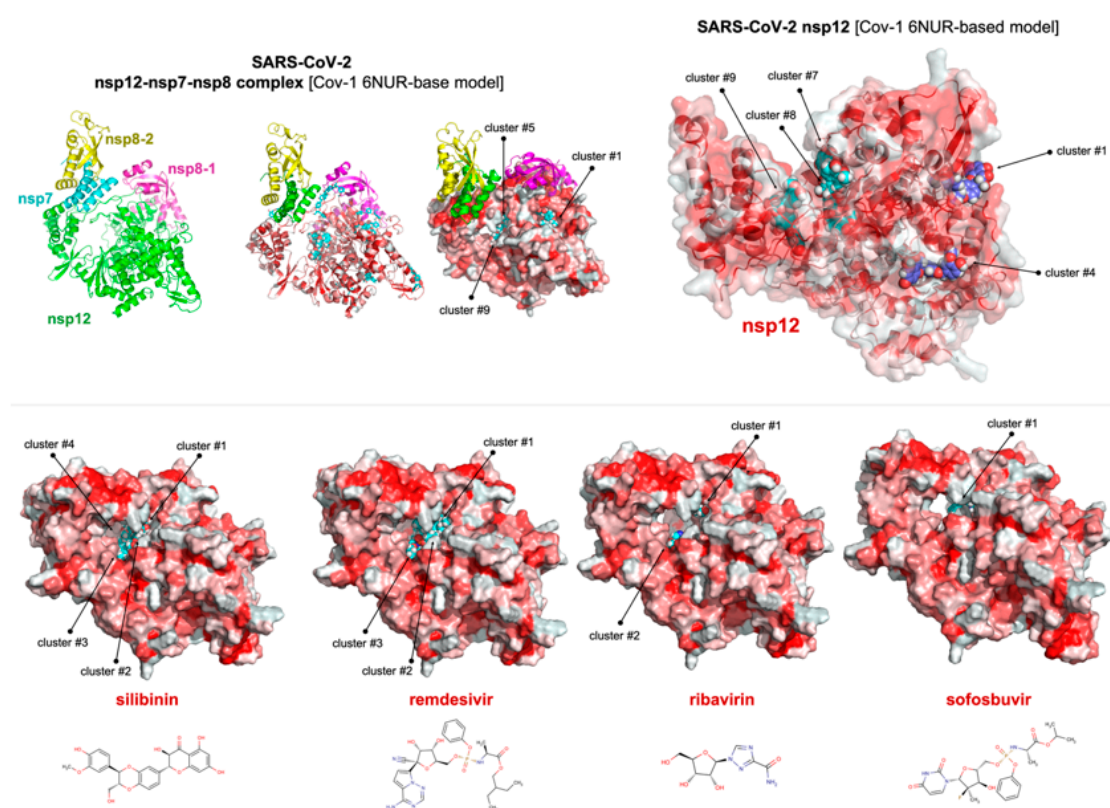 SARS-CoV-2
nsp12-nsp7-nsp8 complex [Cov-1 6NUR-base model]
SARS-CoV-2 nsp12 [Cov-1 6NUR-based model]
nsp8-2
nsp8-1
nsp7
nsp12
cluster #5
cluster #1
cluster #9
cluster #9
cluster #7
cluster #8
cluster #1
cluster #4
nsp12
cluster #4
cluster #1
cluster #3
cluster #2
cluster #1
cluster #3
cluster #2
cluster #1
cluster #2
cluster #1
silibinin
remdesivir
ribavirin
sofosbuvir